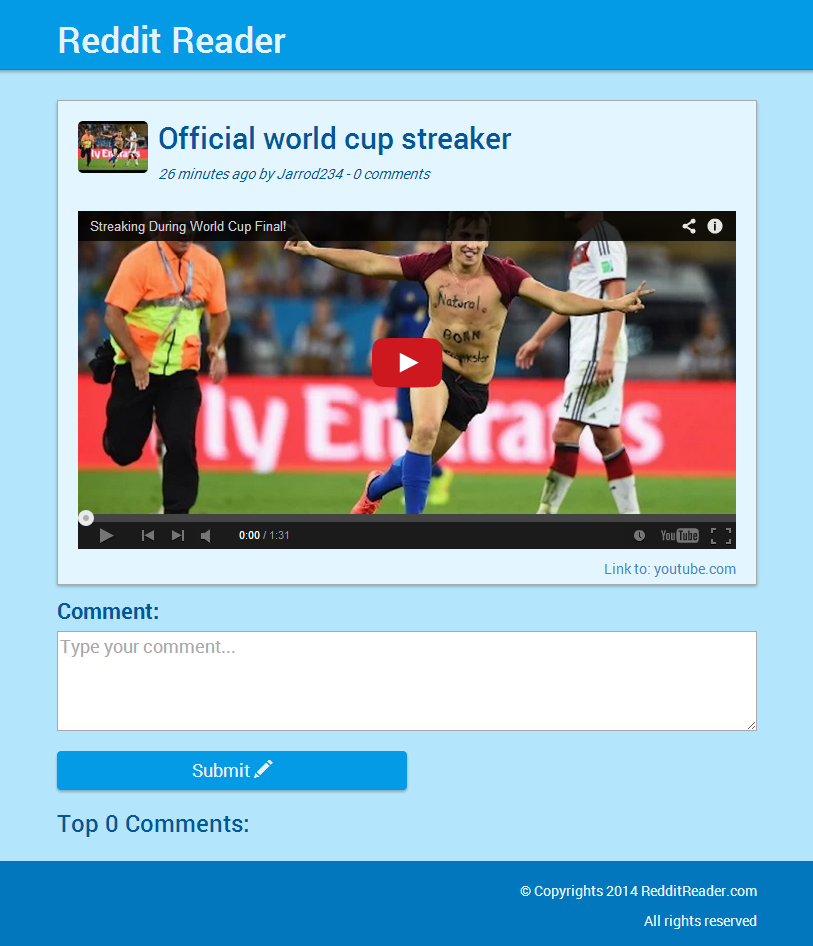 Reddit Reader
Official world cup streaker
26 minutes ago by Jarrod234 - 0 comments
Streaking During World Cup Final!
Natural
BORN
ly Emirates
4
0:00 / 1:31
YouTube
Link to: youtube.com
Comment:
Type your comment...
Submit
Top 0 Comments:
© Copyrights 2014 RedditReader.com
All rights reserved